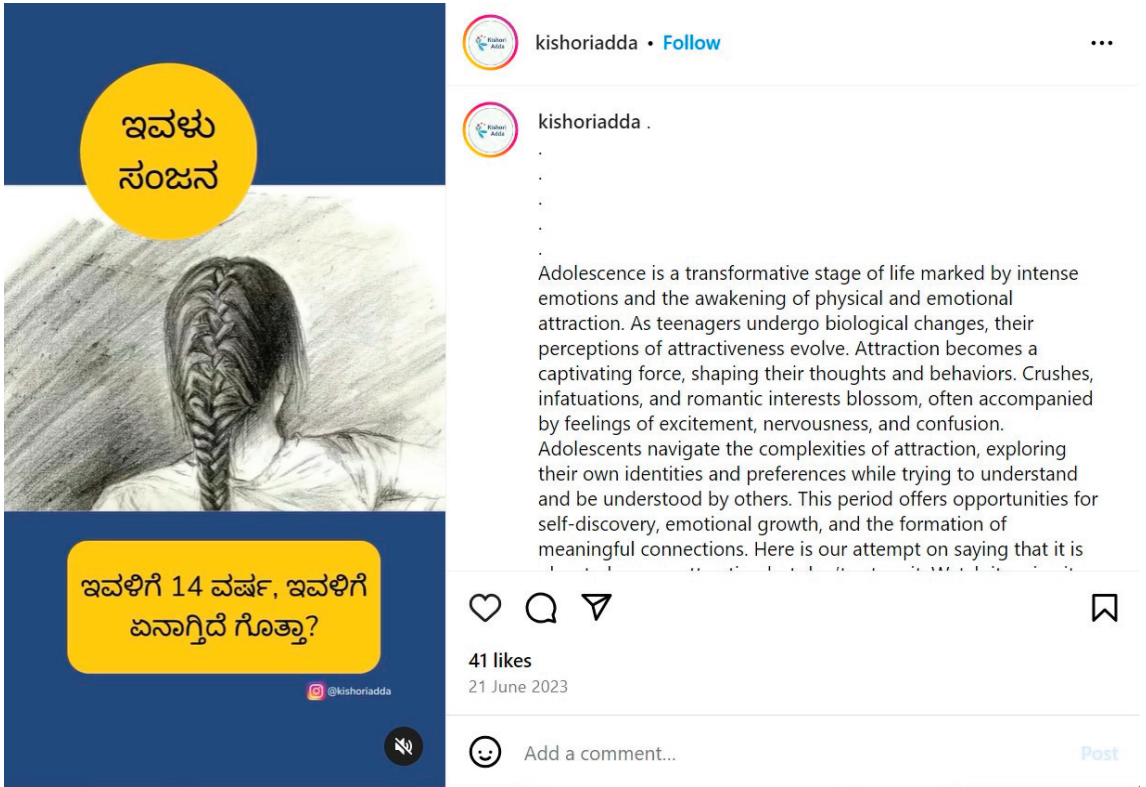 ಇವಳು
ಸಂಜನ
ಇವಳಿಗೆ 14 ವರ್ಷ, ಇವಳಿಗೆ
ಏನಾಗ್ತಿದೆ ಗೊತ್ತಾ?
@kishoriadda
Kishori
Adda
kishoriadda • Follow
Kishori
Adda
kishoriadda .
.
.
.
.
.
Adolescence is a transformative stage of life marked by intense
emotions and the awakening of physical and emotional
attraction. As teenagers undergo biological changes, their
perceptions of attractiveness evolve. Attraction becomes a
captivating force, shaping their thoughts and behaviors. Crushes,
infatuations, and romantic interests blossom, often accompanied
by feelings of excitement, nervousness, and confusion.
Adolescents navigate the complexities of attraction, exploring
their own identities and preferences while trying to understand
and be understood by others. This period offers opportunities for
self-discovery, emotional growth, and the formation of
meaningful connections. Here is our attempt on saying that it is
41 likes
21 June 2023
Add a comment...
Post